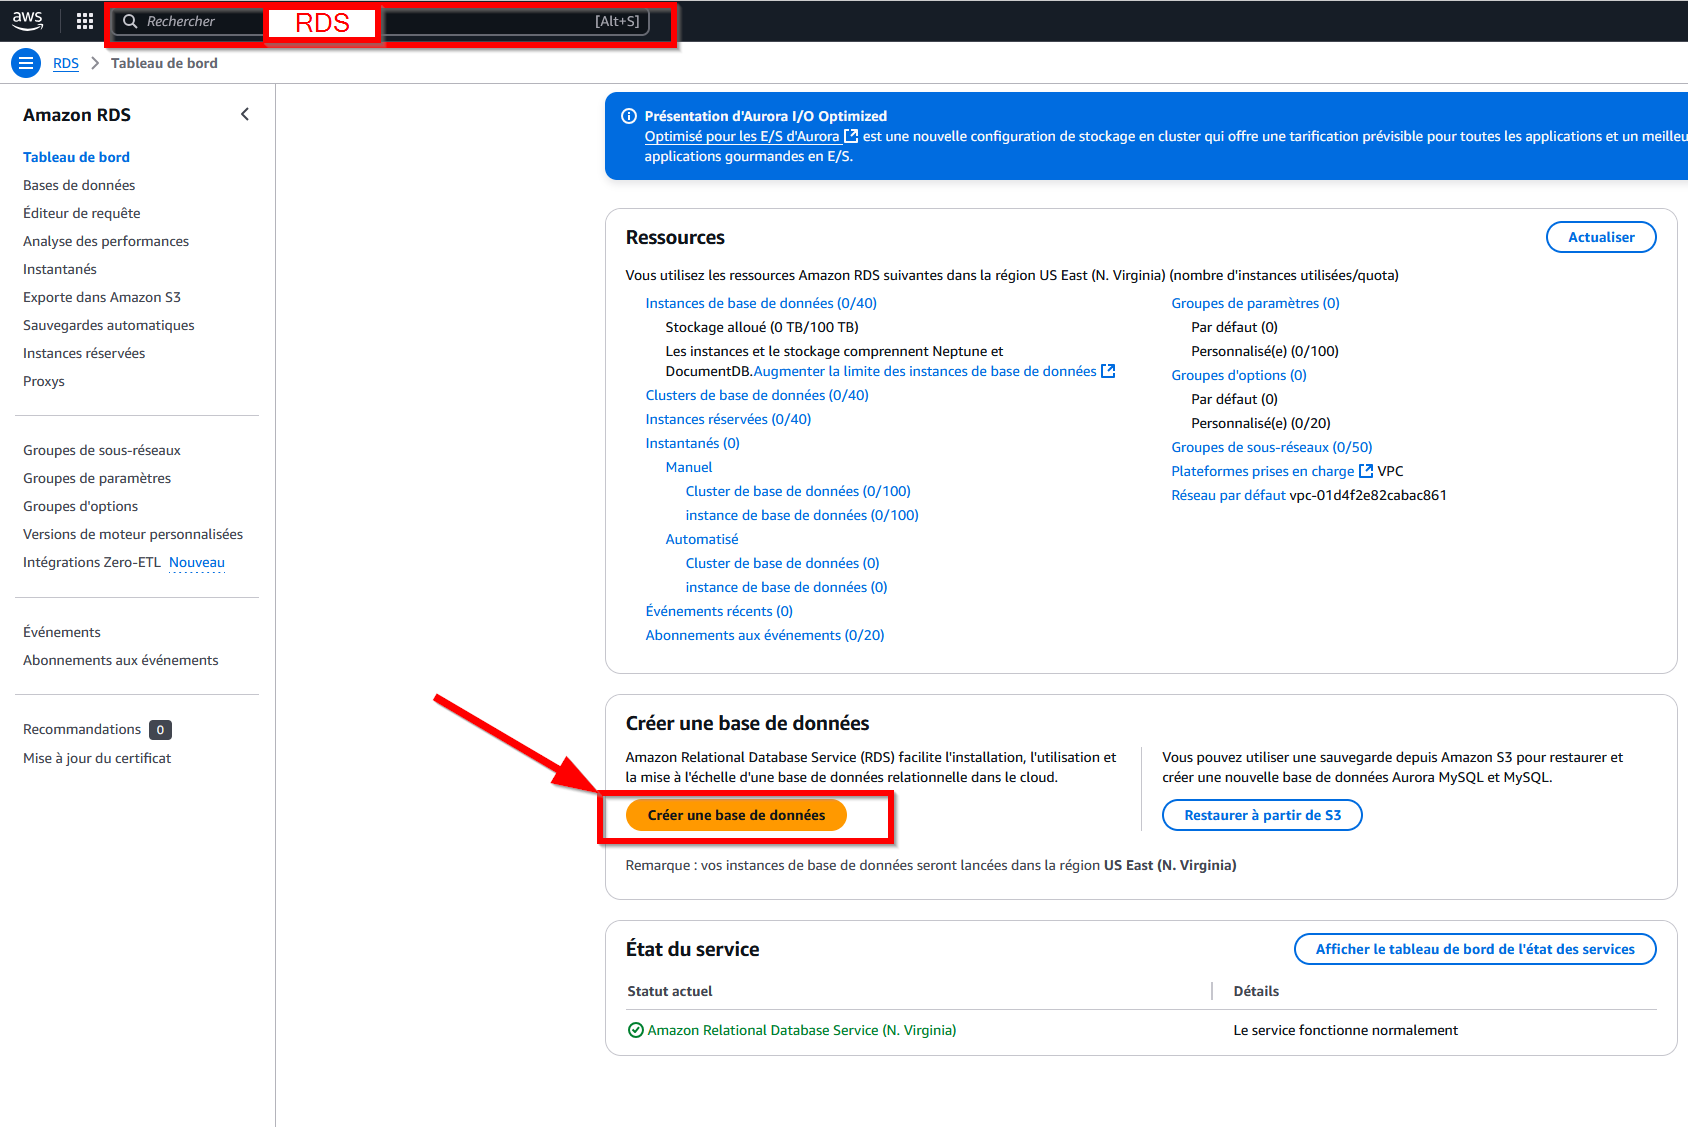 aws
Rechercher
RDS
[Alt+S]
RDS
Tableau de bord
Amazon RDS
Tableau de bord
Bases de données
Éditeur de requête
Analyse des performances
Instantanés
Exporte dans Amazon S3
Sauvegardes automatiques
Instances réservées
Proxys
Groupes de sous-réseaux
Groupes de paramètres
Groupes d'options
Versions de moteur personnalisées
Intégrations Zero-ETL Nouveau
Événements
Abonnements aux événements
Recommandations 0
Mise à jour du certificat
Présentation d'Aurora I/O Optimized
Optimisé pour les E/S d'Aurora est une nouvelle configuration de stockage en cluster qui offre une tarification prévisible pour toutes les applications et un meilleu
applications gourmandes en E/S.
Ressources
Actualiser
Vous utilisez les ressources Amazon RDS suivantes dans la région US East (N. Virginia) (nombre d'instances utilisées/quota)
Instances de base de données (0/40)
Stockage alloué (0 TB/100 TB)
Les instances et le stockage comprennent Neptune et
DocumentDB.Augmenter la limite des instances de base de données
Clusters de base de données (0/40)
Instances réservées (0/40)
Instantanés (0)
Manuel
Cluster de base de données (0/100)
instance de base de données (0/100)
Automatisé
Cluster de base de données (0)
instance de base de données (0)
Événements récents (0)
Abonnements aux événements (0/20)
Groupes de paramètres (0)
Par défaut (0)
Personnalisé(e) (0/100)
Groupes d'options (0)
Par défaut (0)
Personnalisé(e) (0/20)
Groupes de sous-réseaux (0/50)
Plateformes prises en charge VPC
Réseau par défaut vpc-01d4f2e82cabac861
Créer une base de données
Amazon Relational Database Service (RDS) facilite l'installation, l'utilisation et
la mise à l'échelle d'une base de données relationnelle dans le cloud.
Créer une base de données
Vous pouvez utiliser une sauvegarde depuis Amazon S3 pour restaurer et
créer une nouvelle base de données Aurora MySQL et MySQL.
Restaurer à partir de S3
Remarque : vos instances de base de données seront lancées dans la région US East (N. Virginia)
État du service
Afficher le tableau de bord de l'état des services
Statut actuel
Détails
Amazon Relational Database Service (N. Virginia)
Le service fonctionne normalement